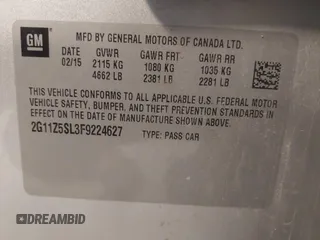 GM
MFD BY GENERAL MOTORS OF CANADA LTD.
DATE GVWR GAWR FRT GAWR RR
02/15 2115 KG 1080 KG 1035 KG
4662 LB 2381 LB 2281 LB
THIS VEHICLE CONFORMS TO ALL APPLICABLE U.S. FEDERAL MOTOR
VEHICLE SAFETY, BUMPER, AND THEFT PREVENTION STANDARDS IN
EFFECT ON THE DATE OF MANUFACTURE SHOWN ABOVE.
2G11Z5SL3F9224627 TYPE: PASS CAR
DREAMBID